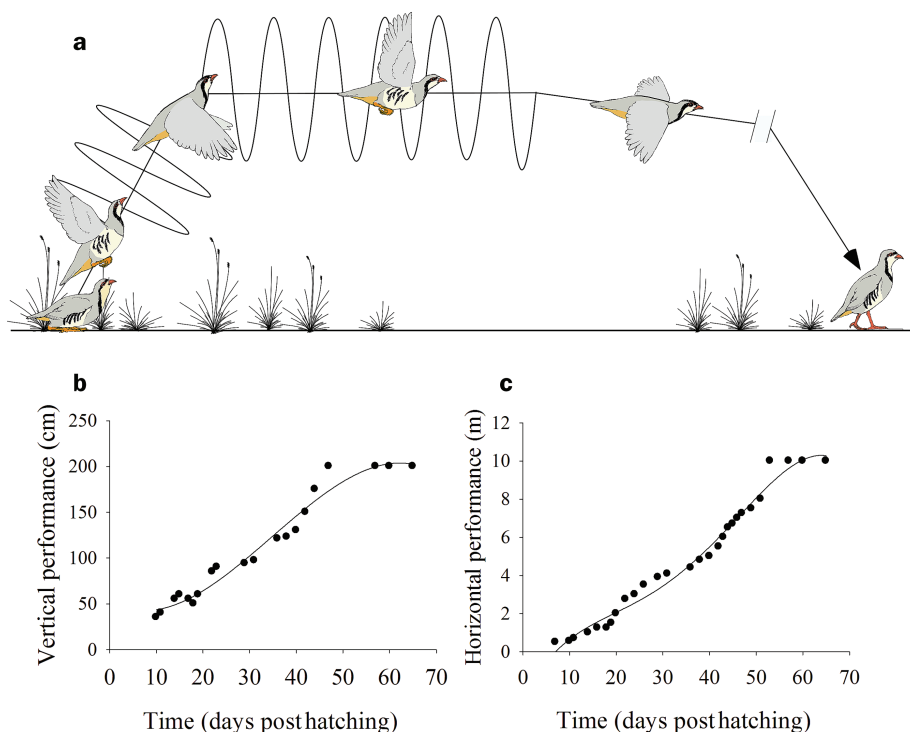 a
b
Vertical performance (cm)
250
200
150
100
50
0
0 10 20 30 40 50 60 70
Time (days post hatching)
c
Horizontal performance (m)
12
10
8
6
4
2
0
0 10 20 30 40 50 60 70
Time (days post hatching)